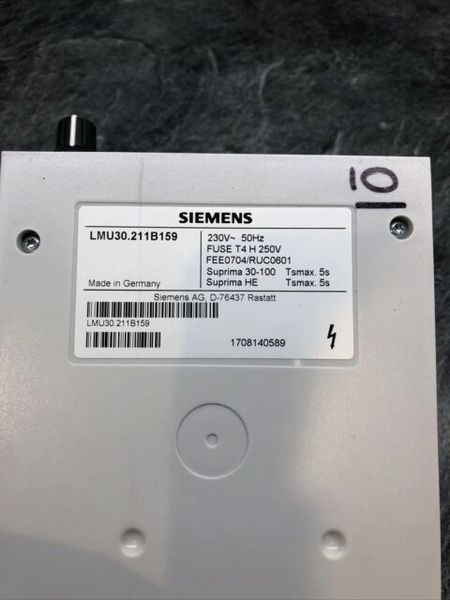 10
SIEMENS
LMU30.211B159
230V~ 50Hz
FUSE T4 H 250V
FEE0704/RUC0601
Suprima 30-100 Tsmax. 5s
Made in Germany
Suprima HE Tsmax. 5s
Siemens AG, D-76437 Rastatt
LMU30.211B159
1708140589